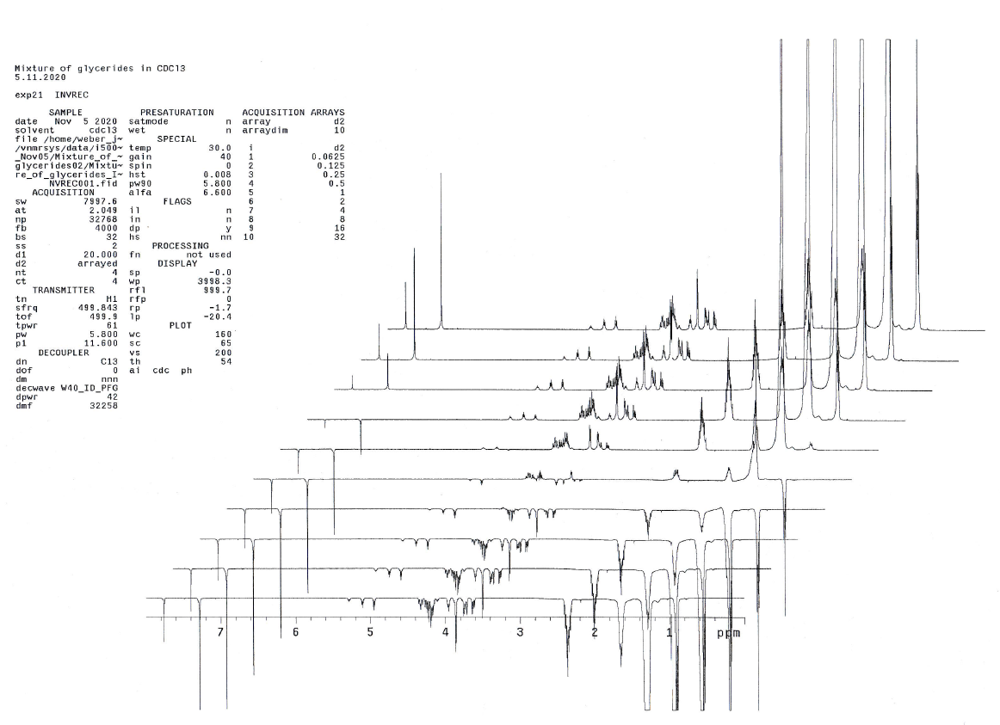 Mixture of glycerides in CDCl3
5.11.2020
exp21 INVREC
SAMPLE PRESATURATION ACQUISITION ARRAYS
date Nov 5 2020 satmode n array d2
solvent cdcl3 wet n arraydim 10
file /home/weber_j~ SPECIAL
/vnmrsys/data/i500~ temp 30.0 i d2
_Nov05/Mixture_of_~ gain 40 1 0.0625
glycerides02/Mixtu~ spin 0 2 0.125
re_of_glycerides_I~ hst 0.008 3 0.25
NVREC001.fid pw90 5.800 4 0.5
ACQUISITION alfa 6.600 5 1
sw 7997.6 FLAGS 6 2
at 2.049 il n 7 4
np 32768 in n 8 8
fb 4000 dp y 9 16
bs 32 hs nn 10 32
ss 2 PROCESSING
d1 20.000 fn not used
d2 arrayed DISPLAY
nt 4 sp -0.0
ct 4 wp 3998.3
TRANSMITTER rfl 999.7
tn H1 rfp 0
sfrq 499.843 rp -1.7
tof 499.9 lp -20.4
tpwr 61 PLOT
pw 5.800 wc 160
p1 11.600 sc 65
DECOUPLER vs 200
dn C13 th 54
dof 0 ai cdc ph
dm nnn
decwave W40_ID_PFG
dpwr 42
dmf 32258
7 6 5 4 3 2 1 ppm